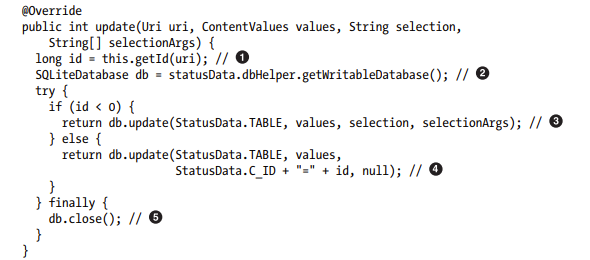 @Override
public int update(Uri uri, ContentValues values, String selection,
    String[] selectionArgs) {
  long id = this.getId(uri); // ❶
  SQLiteDatabase db = statusData.dbHelper.getWritableDatabase(); // ❷
  try {
    if (id < 0) {
      return db.update(StatusData.TABLE, values, selection, selectionArgs); // ❸
    } else {
      return db.update(StatusData.TABLE, values,
                       StatusData.C_ID + "=" + id, null); // ❹
    }
  } finally {
    db.close(); // ❺
  }
}